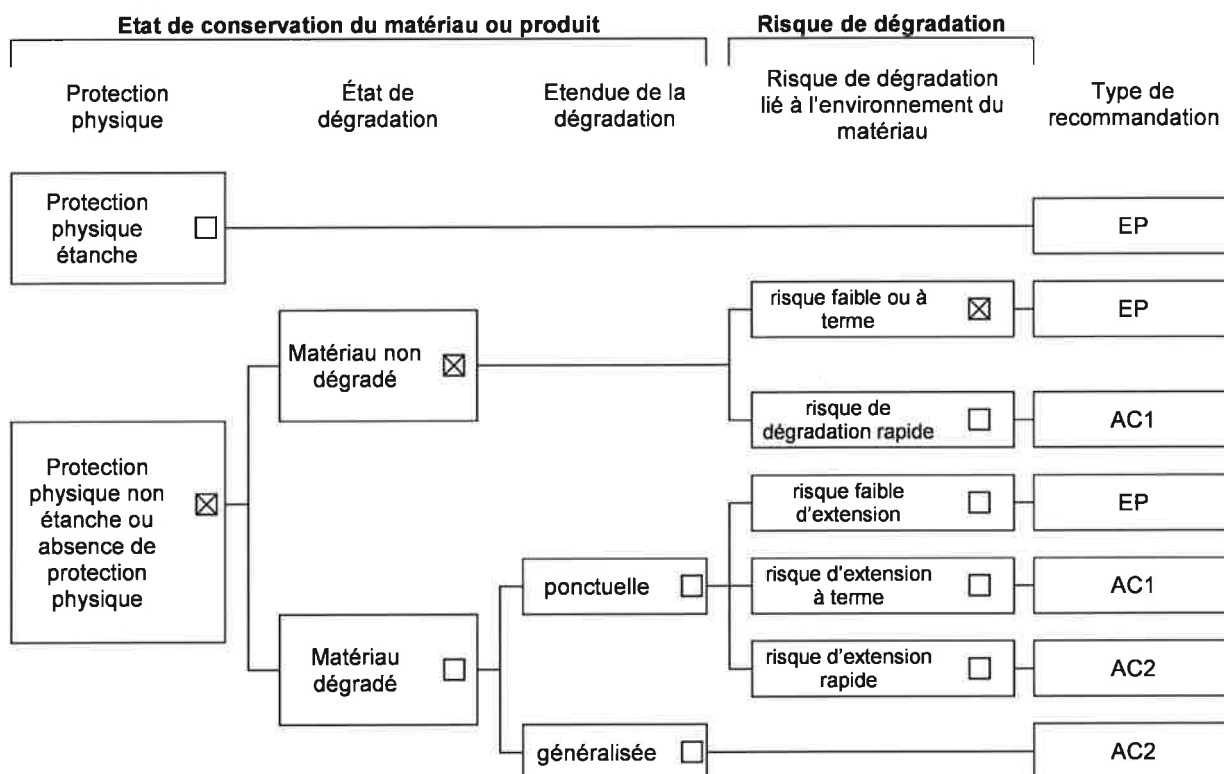 Etat de conservation du matériau ou produit
Risque de dégradation
Protection
physique
État de
dégradation
Etendue de la
dégradation
Risque de dégradation
lié à l'environnement du
matériau
Type de
recommandation
Protection
physique
étanche
EP
risque faible ou à
terme
EP
Matériau non
dégradé
risque de
dégradation rapide
AC1
Protection
physique non
étanche ou
absence de
protection
physique
risque faible
d'extension
EP
ponctuelle
risque d'extension
à terme
AC1
Matériau
dégradé
risque d'extension
rapide
AC2
généralisée
AC2